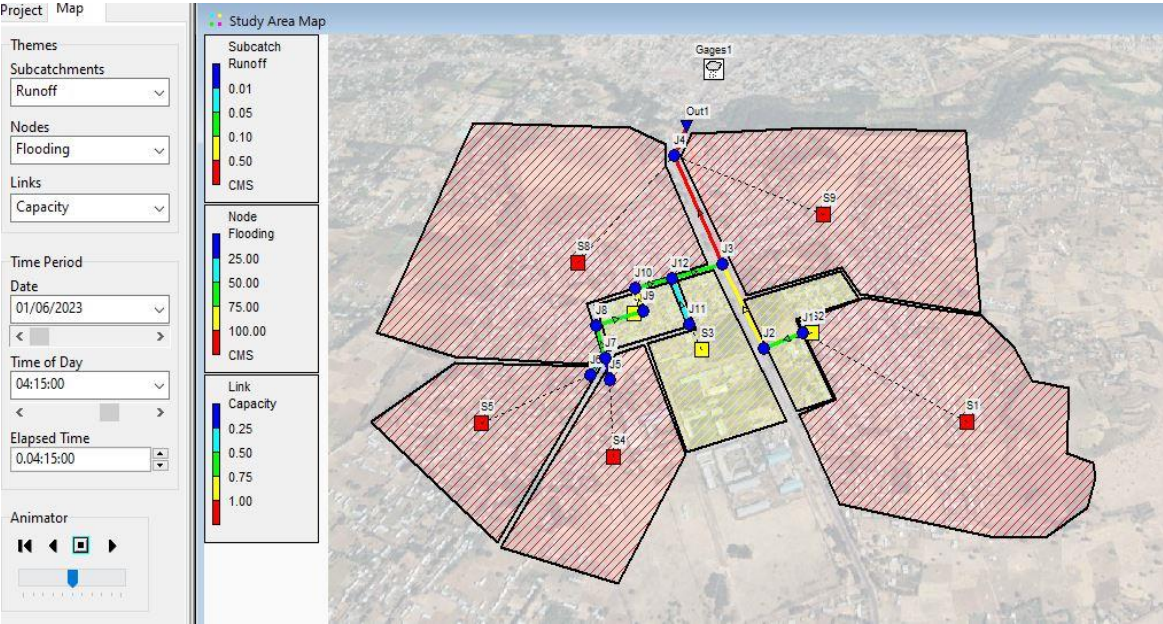 Project
Map
Themes
Subcatchments
Runoff
Nodes
Flooding
Links
Capacity
Time Period
Date
01/06/2023
Time of Day
04:15:00
Elapsed Time
0.04:15:00
Animator
Study Area Map
Subcatch
Runoff
0.01
0.05
0.10
0.50
CMS
Node
Flooding
25.00
50.00
75.00
100.00
CMS
Link
Capacity
0.25
0.50
0.75
1.00
Gages1
Out1
J4
S9
S8
J3
J12
J10
J9
J8
J11
S3
J2
J1
S2
J7
J6
J5
S5
S4
S1